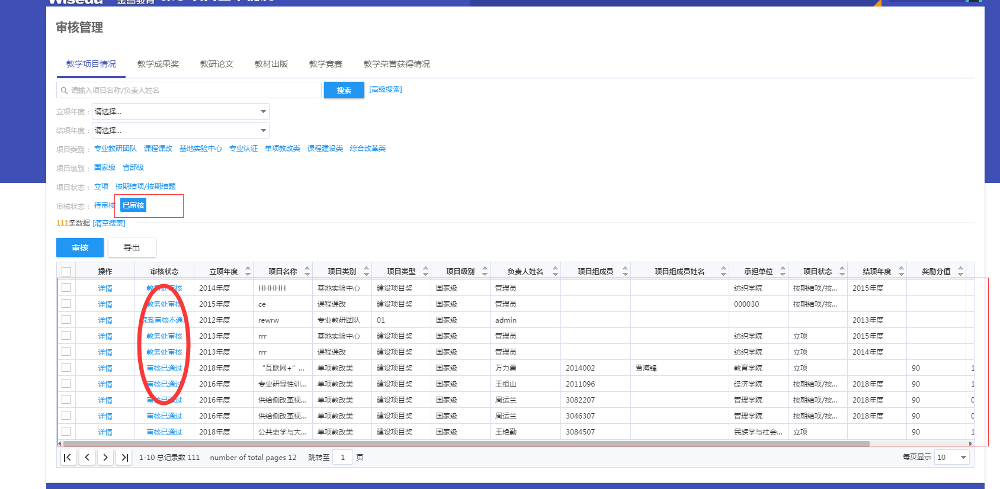 wisedu 金智教育
审核管理
教学项目情况 教学成果奖 教研论文 教材出版 教学竞赛 教学荣誉获得情况
请输入项目名称/负责人姓名 搜索 [高级搜索]
立项年度： 请选择...
结项年度： 请选择...
项目类别： 专业教研团队 课程课改 基地实验中心 专业认证 单项教改类 课程建设类 综合改革类
项目级别： 国家级 省部级
项目状态： 立项 按期结项/按期结题
审核状态： 待审核 已审核
111条数据 [清空搜索]
审核 导出
操作 审核状态 立项年度 项目名称 项目类别 项目类型 项目级别 负责人姓名 项目组成员 项目组成员姓名 承担单位 项目状态 结项年度 奖励分值
详情 教务处审核 2014年度 HHHHH 基地实验中心 建设项目奖 国家级 管理员 纺织学院 按期结项/按... 2015年度
详情 教务处审核 2015年度 ce 课程课改 建设项目奖 国家级 管理员 000030 按期结项/按...
详情 院系审核不通... 2012年度 rewrw 专业教研团队 01 国家级 admin 2013年度
详情 教务处审核 2013年度 rrr 基地实验中心 建设项目奖 国家级 管理员 纺织学院 立项 2015年度
详情 教务处审核 2013年度 rrr 课程课改 建设项目奖 国家级 管理员 纺织学院 立项 2014年度
详情 审核已通过 2018年度 “互联网+”... 单项教改类 建设项目奖 国家级 万力勇 2014002 贾海锋 教育学院 立项 90 1
详情 审核已通过 2016年度 专业研导性训... 单项教改类 建设项目奖 国家级 王祖山 2011096 经济学院 按期结项/按... 2018年度 90 1
详情 审核已通过 2016年度 供给侧改革视... 单项教改类 建设项目奖 国家级 周运兰 3082207 管理学院 按期结项/按... 2018年度 90 0
详情 审核已通过 2016年度 供给侧改革视... 单项教改类 建设项目奖 国家级 周运兰 3046307 管理学院 按期结项/按... 2018年度 90 0
详情 审核已通过 2018年度 公共史学与大... 单项教改类 建设项目奖 国家级 王艳勤 3084507 民族学与社会... 立项 90 1
1-10 总记录数 111 number of total pages 12 跳转至 1 页 每页显示 10